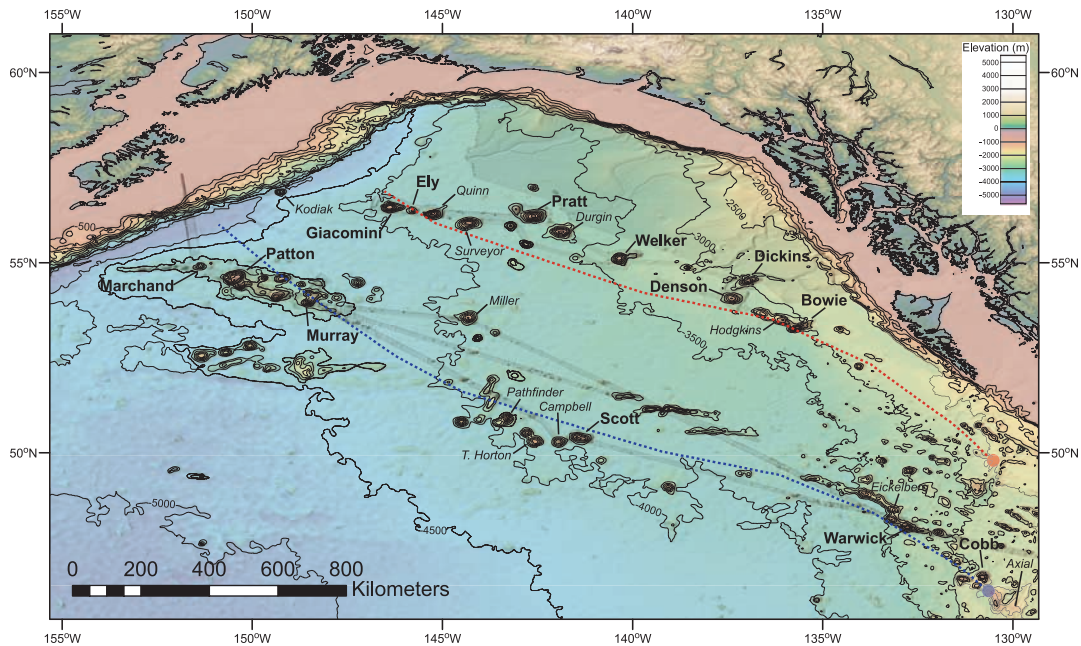 155°W 150°W 145°W 140°W 135°W 130°W
60°N
60°N
Elevation (m)
5000
4000
3000
2000
1000
0
-1000
-2000
-3000
-4000
-5000
-2000
-2500
Ely
Quinn
Kodiak
Pratt
Durgin
Giacomini
Surveyor
-500
Welker
-3000
55°N
55°N
Patton
Dickins
Marchand
Denson
Bowie
Miller
Hodgkins
Murray
-3500
Pathfinder
Campbell
Scott
T. Horton
50°N
50°N
Eickelberg
-5000
-4000
-4500
Warwick
Cobb
Axial
0 200 400 600 800
Kilometers
155°W 150°W 145°W 140°W 135°W 130°W